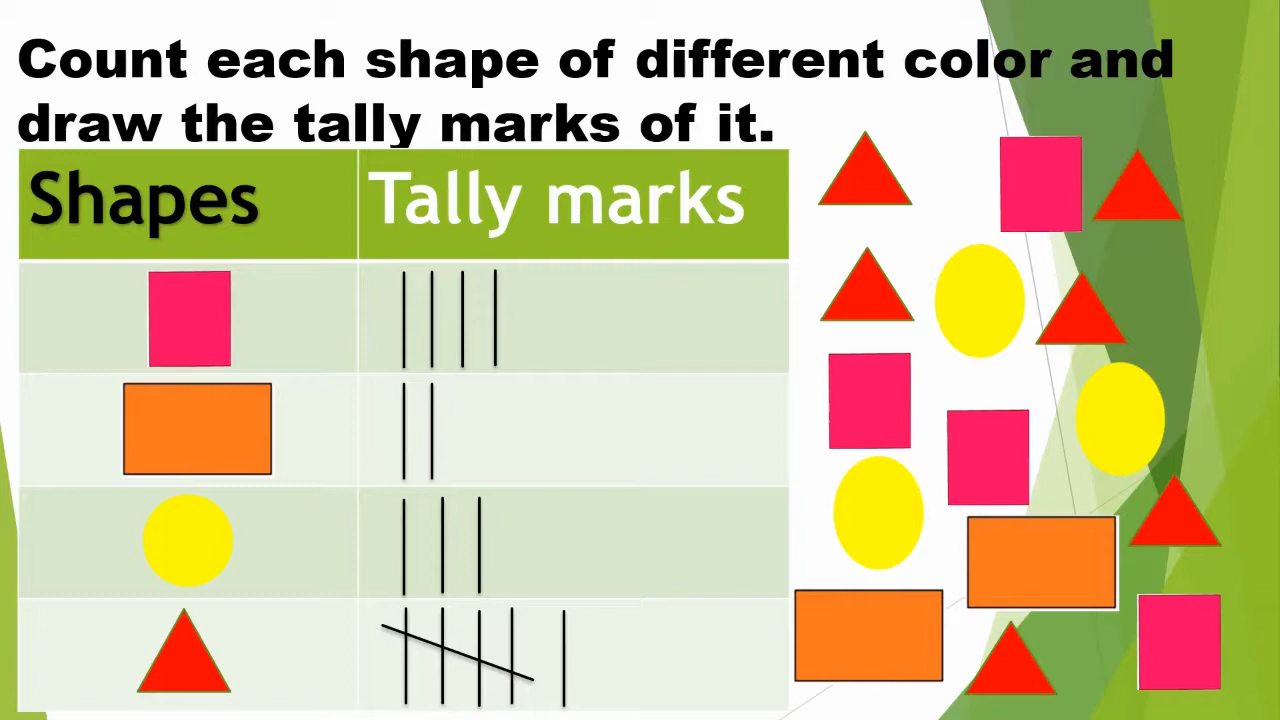 Count each shape of different color and
draw the tally marks of it.
Shapes Tally marks